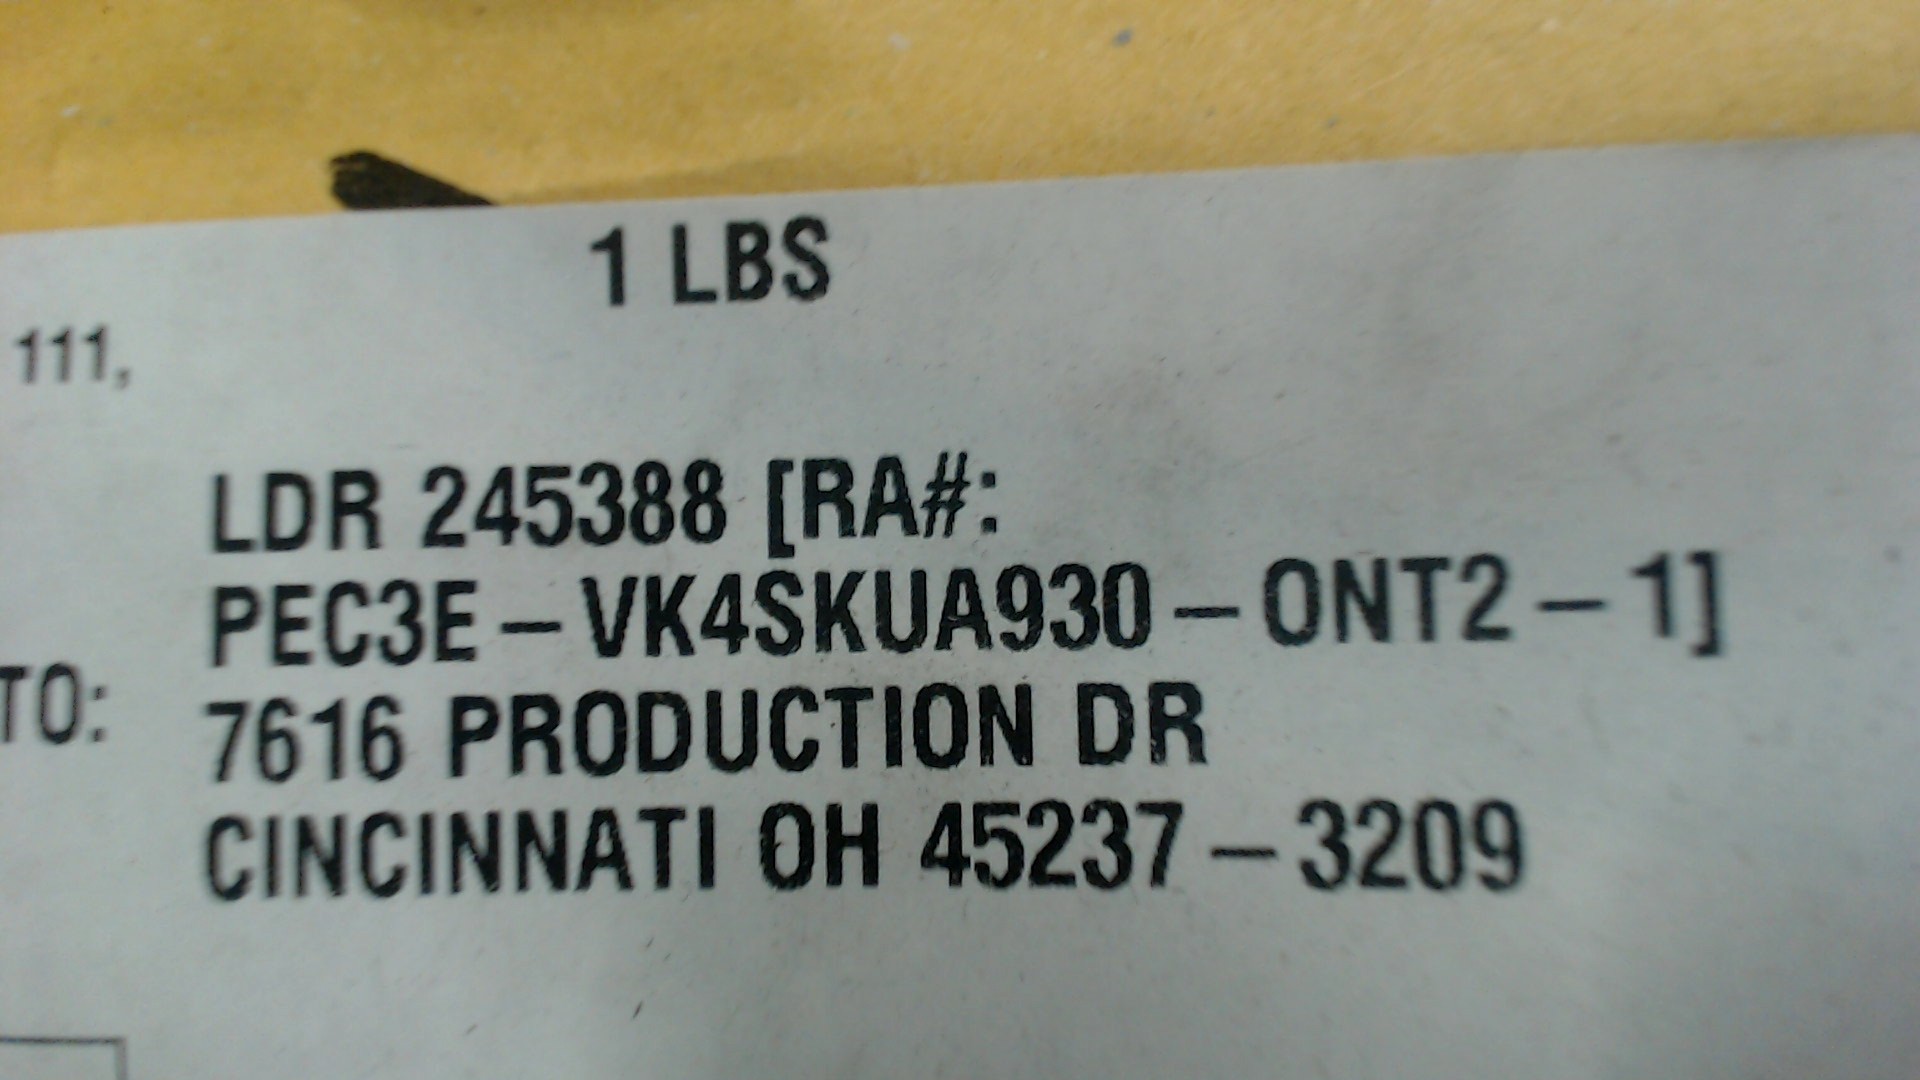 1 LBS
111,
LDR 245388 [RA#:
PEC3E-VK4SKUA930-ONT2-1]
TO:
7616 PRODUCTION DR
CINCINNATI OH 45237-3209